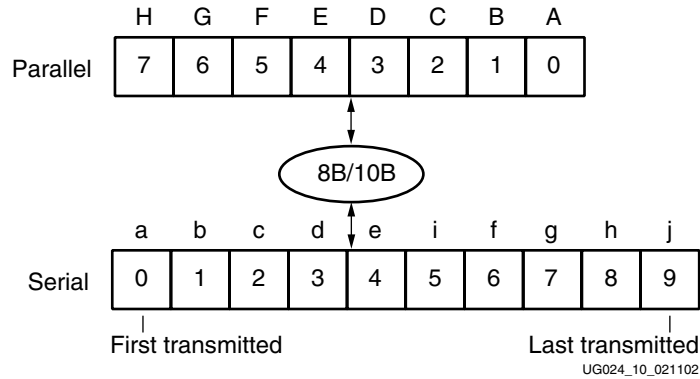 H G F E D C B A
Parallel 7 6 5 4 3 2 1 0
8B/10B
a b c d e i f g h j
Serial 0 1 2 3 4 5 6 7 8 9
First transmitted Last transmitted
UG024_10_021102